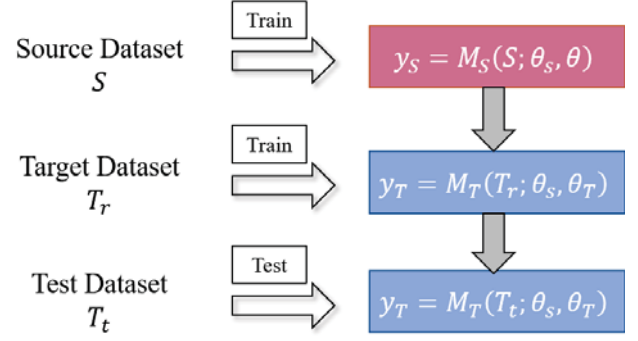 Train
Source Dataset
S
y_S = M_S(S; θ_s, θ)
Train
Target Dataset
T_r
y_T = M_T(T_r; θ_s, θ_T)
Test
Test Dataset
T_t
y_T = M_T(T_t; θ_s, θ_T)